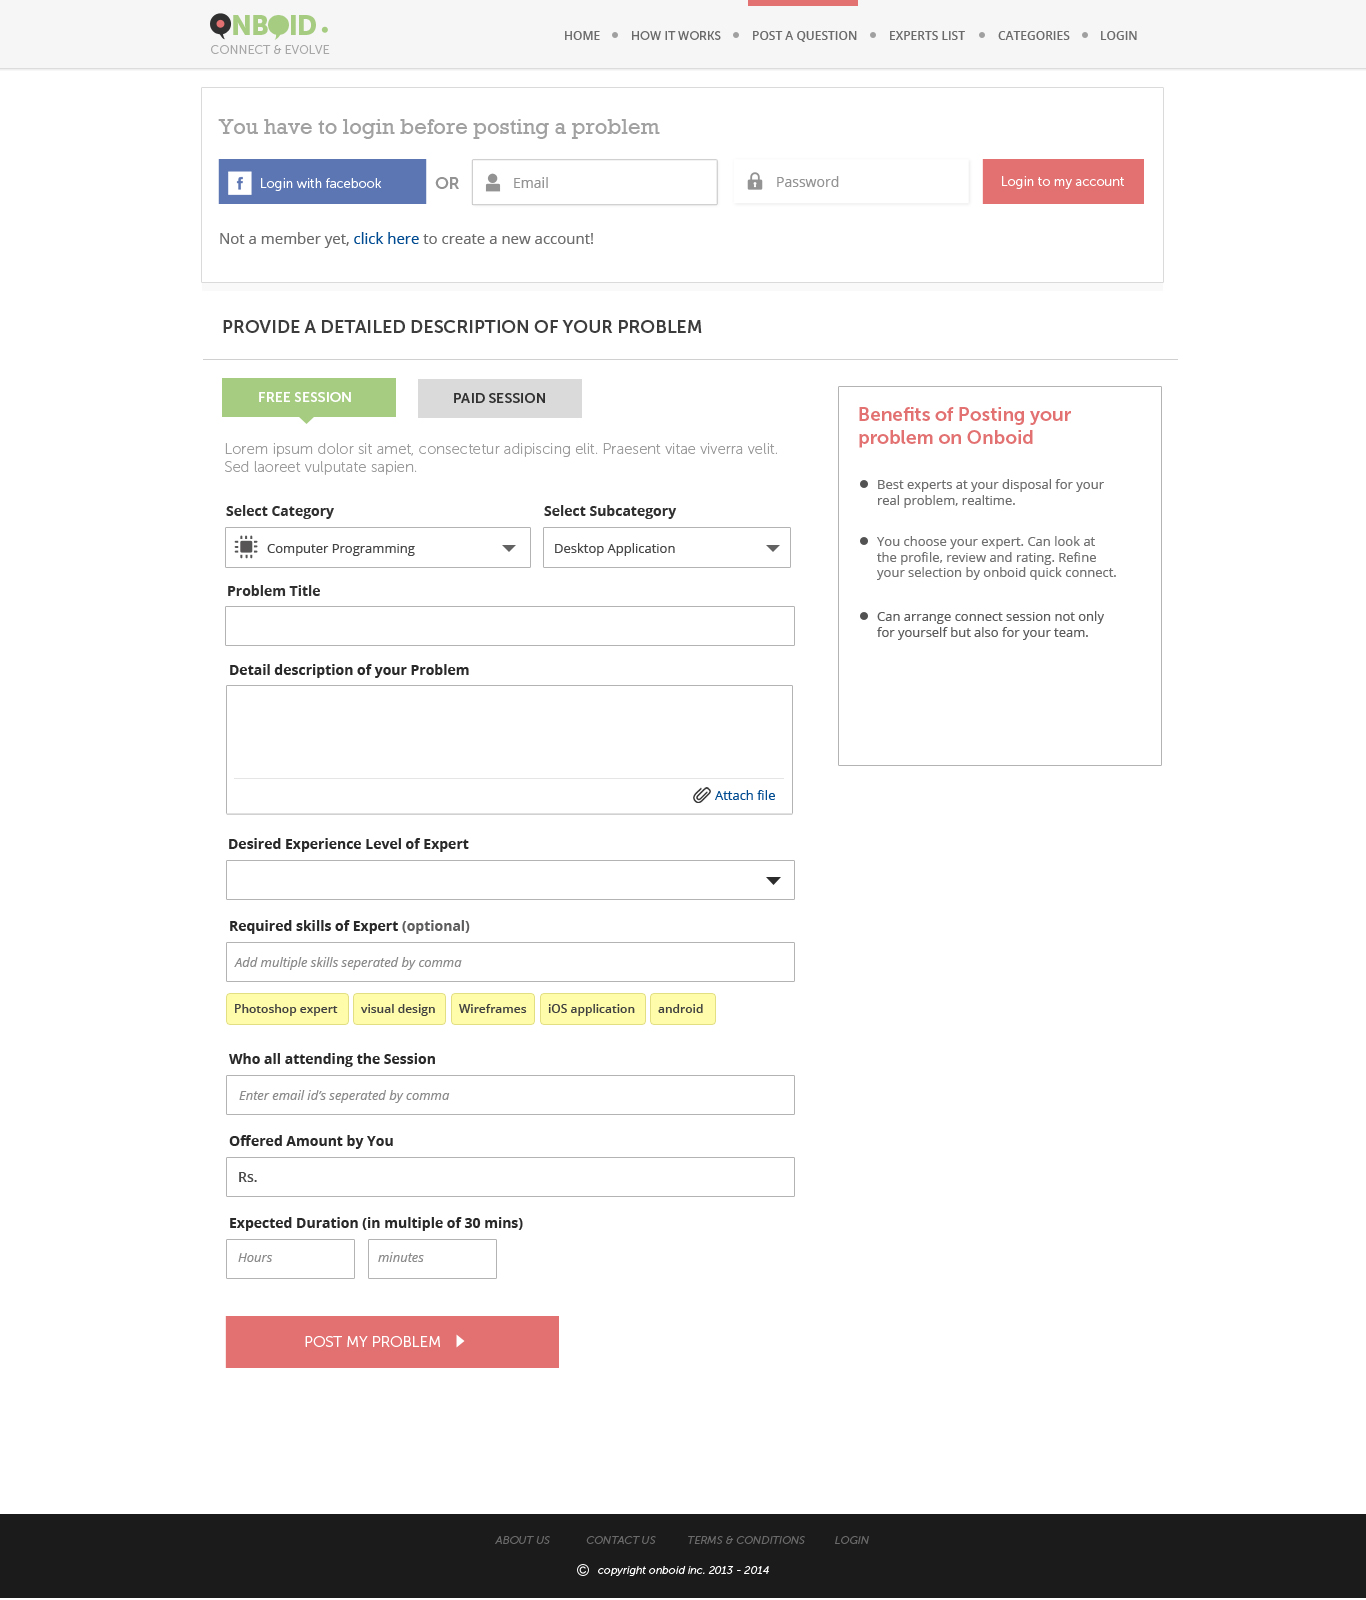 ONBOID.
CONNECT & EVOLVE
HOME • HOW IT WORKS • POST A QUESTION • EXPERTS LIST • CATEGORIES • LOGIN
You have to login before posting a problem
f Login with facebook OR Email Password Login to my account
Not a member yet, click here to create a new account!
PROVIDE A DETAILED DESCRIPTION OF YOUR PROBLEM
FREE SESSION PAID SESSION
Lorem ipsum dolor sit amet, consectetur adipiscing elit. Praesent vitae viverra velit.
Sed laoreet vulputate sapien.
Select Category Select Subcategory
Computer Programming Desktop Application
Problem Title
Detail description of your Problem
Attach file
Desired Experience Level of Expert
Required skills of Expert (optional)
Add multiple skills seperated by comma
Photoshop expert visual design Wireframes iOS application android
Who all attending the Session
Enter email id's seperated by comma
Offered Amount by You
Rs.
Expected Duration (in multiple of 30 mins)
Hours minutes
POST MY PROBLEM
Benefits of Posting your
problem on Onboid
• Best experts at your disposal for your
real problem, realtime.
• You choose your expert. Can look at
the profile, review and rating. Refine
your selection by onboid quick connect.
• Can arrange connect session not only
for yourself but also for your team.
ABOUT US CONTACT US TERMS & CONDITIONS LOGIN
© copyright onboid inc. 2013 - 2014